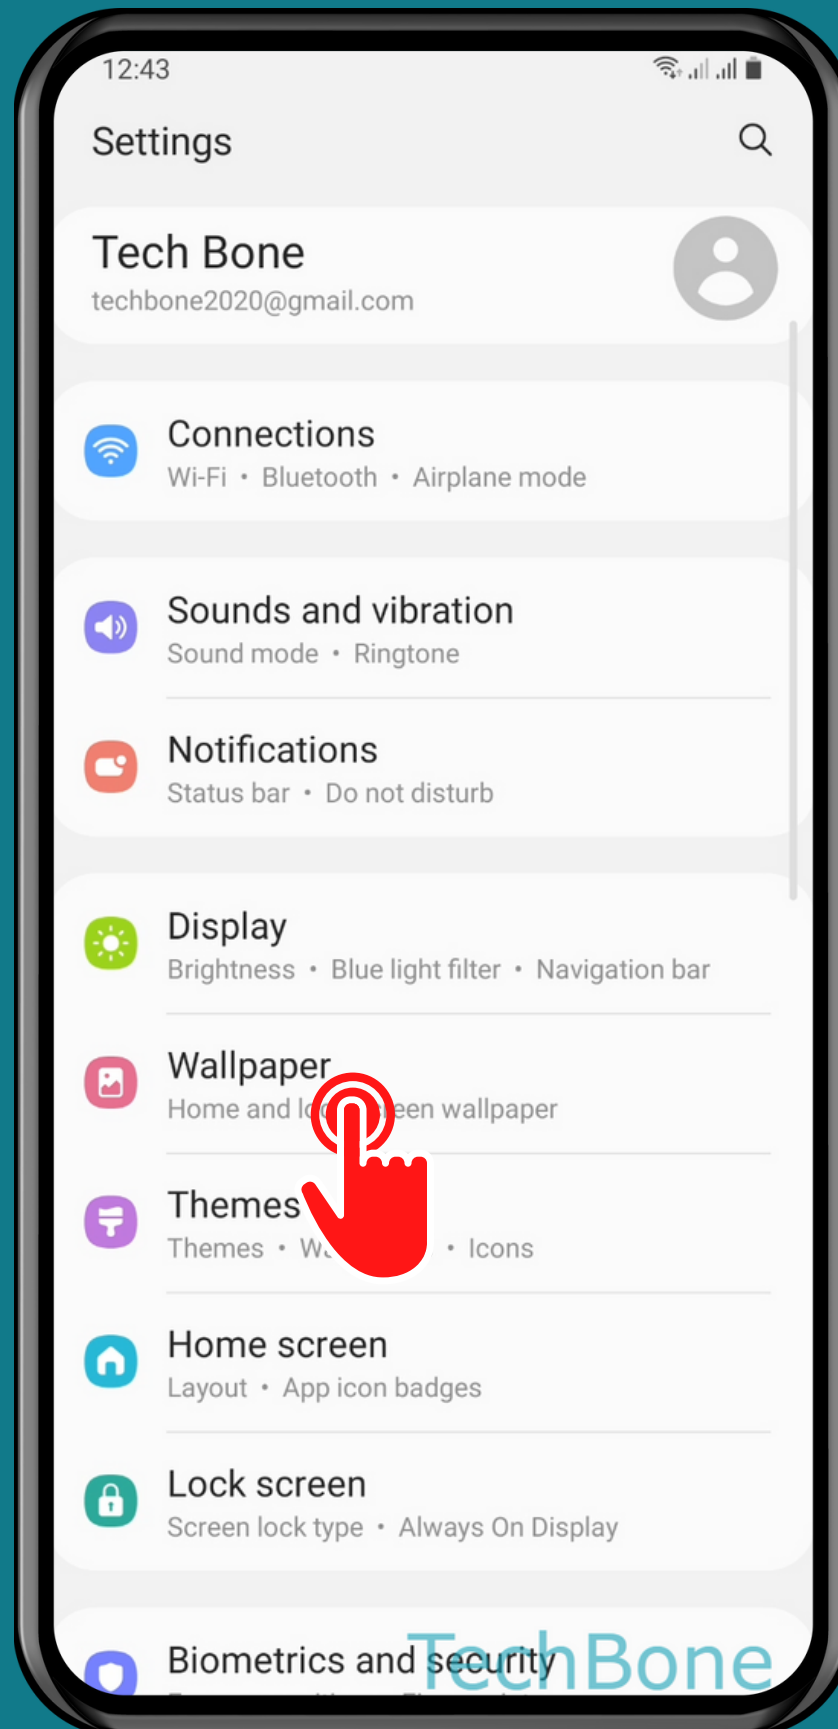 12:43
Settings
Tech Bone
techbone2020@gmail.com
Connections
Wi-Fi • Bluetooth • Airplane mode
Sounds and vibration
Sound mode • Ringtone
Notifications
Status bar • Do not disturb
Display
Brightness • Blue light filter • Navigation bar
Wallpaper
Home and wallpaper
Themes
Themes • • Icons
Home screen
Layout • App icon badges
Lock screen
Screen lock type • Always On Display
Biometrics and security
TechBone